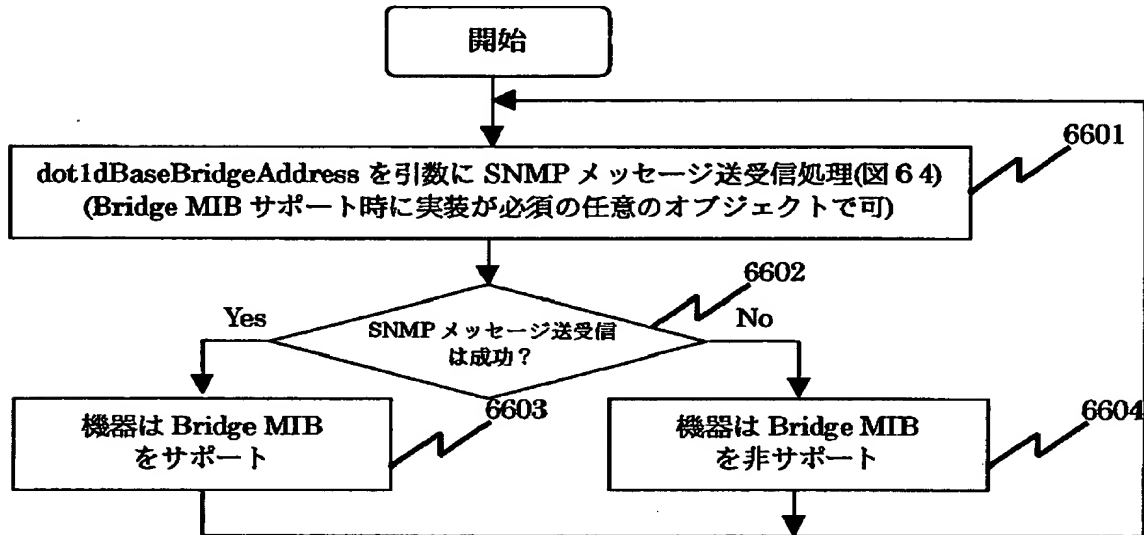 開始
6601
dot1dBaseBridgeAddress を引数に SNMP メッセージ送受信処理(図６４)
(Bridge MIB サポート時に実装が必須の任意のオブジェクトで可)
6602
Yes
No
SNMP メッセージ送受信
は成功？
6603
機器は Bridge MIB
をサポート
6604
機器は Bridge MIB
を非サポート